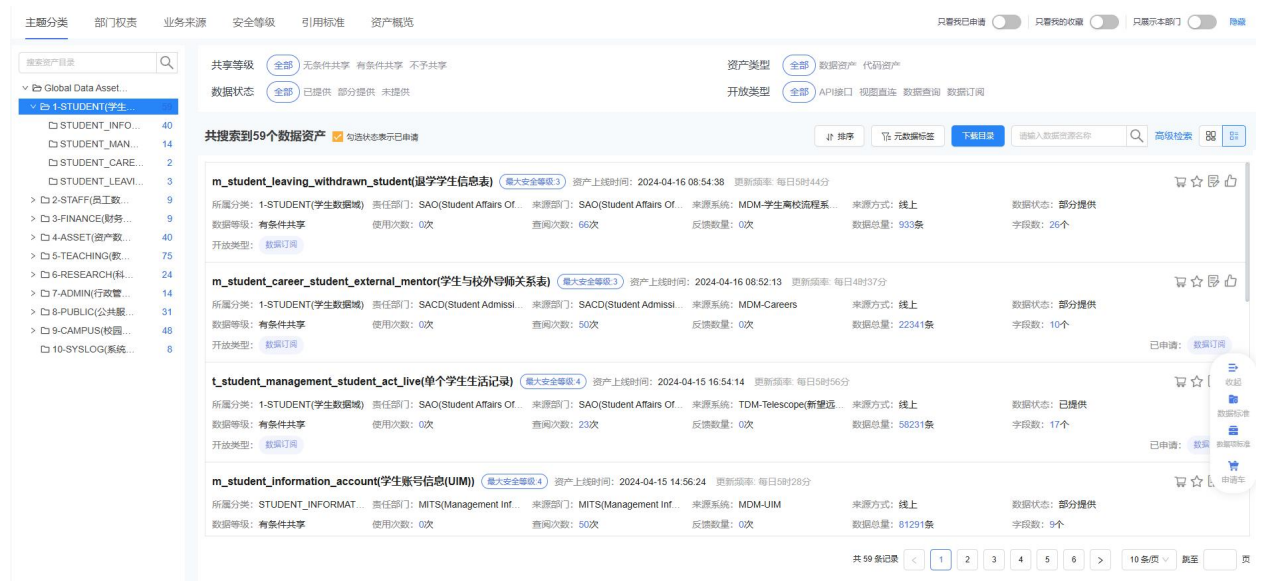 主题分类 部门权责 业务来源 安全等级 引用标准 资产概览 只看我已申请 只看我的收藏 只展示本部门 隐藏
搜索资产目录
Global Data Asset...
1-STUDENT(学生... 59
STUDENT_INFO... 40
STUDENT_MAN... 14
STUDENT_CARE... 2
STUDENT_LEAVI... 3
2-STAFF(员工数... 9
3-FINANCE(财务... 9
4-ASSET(资产数... 40
5-TEACHING(教... 75
6-RESEARCH(科... 24
7-ADMIN(行政管... 14
8-PUBLIC(公共服... 31
9-CAMPUS(校园... 48
10-SYSLOG(系统... 8
共享等级 全部 无条件共享 有条件共享 不予共享 资产类型 全部 数据资产 代码资产
数据状态 全部 已提供 部分提供 未提供 开放类型 全部 API接口 视图直连 数据查询 数据订阅
共搜索到59个数据资产 勾选状态表示已申请 排序 元数据标签 下载目录 请输入数据资源名称 高级检索
m_student_leaving_withdrawn_student(退学学生信息表) 最大安全等级:3 资产上线时间: 2024-04-16 08:54:38 更新频率: 每日5时44分
所属分类: 1-STUDENT(学生数据域) 责任部门: SAO(Student Affairs Of... 来源部门: SAO(Student Affairs Of... 来源系统: MDM-学生离校流程系... 来源方式: 线上 数据状态: 部分提供
数据等级: 有条件共享 使用次数: 0次 查阅次数: 66次 反馈数量: 0次 数据总量: 933条 字段数: 26个
开放类型: 数据订阅
m_student_career_student_external_mentor(学生与校外导师关系表) 最大安全等级:3 资产上线时间: 2024-04-16 08:52:13 更新频率: 每日4时37分
所属分类: 1-STUDENT(学生数据域) 责任部门: SACD(Student Admissi... 来源部门: SACD(Student Admissi... 来源系统: MDM-Careers 来源方式: 线上 数据状态: 部分提供
数据等级: 有条件共享 使用次数: 0次 查阅次数: 50次 反馈数量: 0次 数据总量: 22341条 字段数: 10个
开放类型: 数据订阅 已申请: 数据订阅
t_student_management_student_act_live(单个学生生活记录) 最大安全等级:4 资产上线时间: 2024-04-15 16:54:14 更新频率: 每日5时56分
所属分类: 1-STUDENT(学生数据域) 责任部门: SAO(Student Affairs Of... 来源部门: SAO(Student Affairs Of... 来源系统: TDM-Telescope(新望远... 来源方式: 线上 数据状态: 已提供
数据等级: 有条件共享 使用次数: 0次 查阅次数: 23次 反馈数量: 0次 数据总量: 58231条 字段数: 17个
开放类型: 数据订阅 已申请: 数据
m_student_information_account(学生账号信息(UIM)) 最大安全等级:4 资产上线时间: 2024-04-15 14:56:24 更新频率: 每日5时28分
所属分类: STUDENT_INFORMAT... 责任部门: MITS(Management Inf... 来源部门: MITS(Management Inf... 来源系统: MDM-UIM 来源方式: 线上 数据状态: 部分提供
数据等级: 有条件共享 使用次数: 0次 查阅次数: 50次 反馈数量: 0次 数据总量: 81291条 字段数: 9个
收起
数据标准
数据项标准
申请车
共 59 条记录 < 1 2 3 4 5 6 > 10 条/页 跳至 页